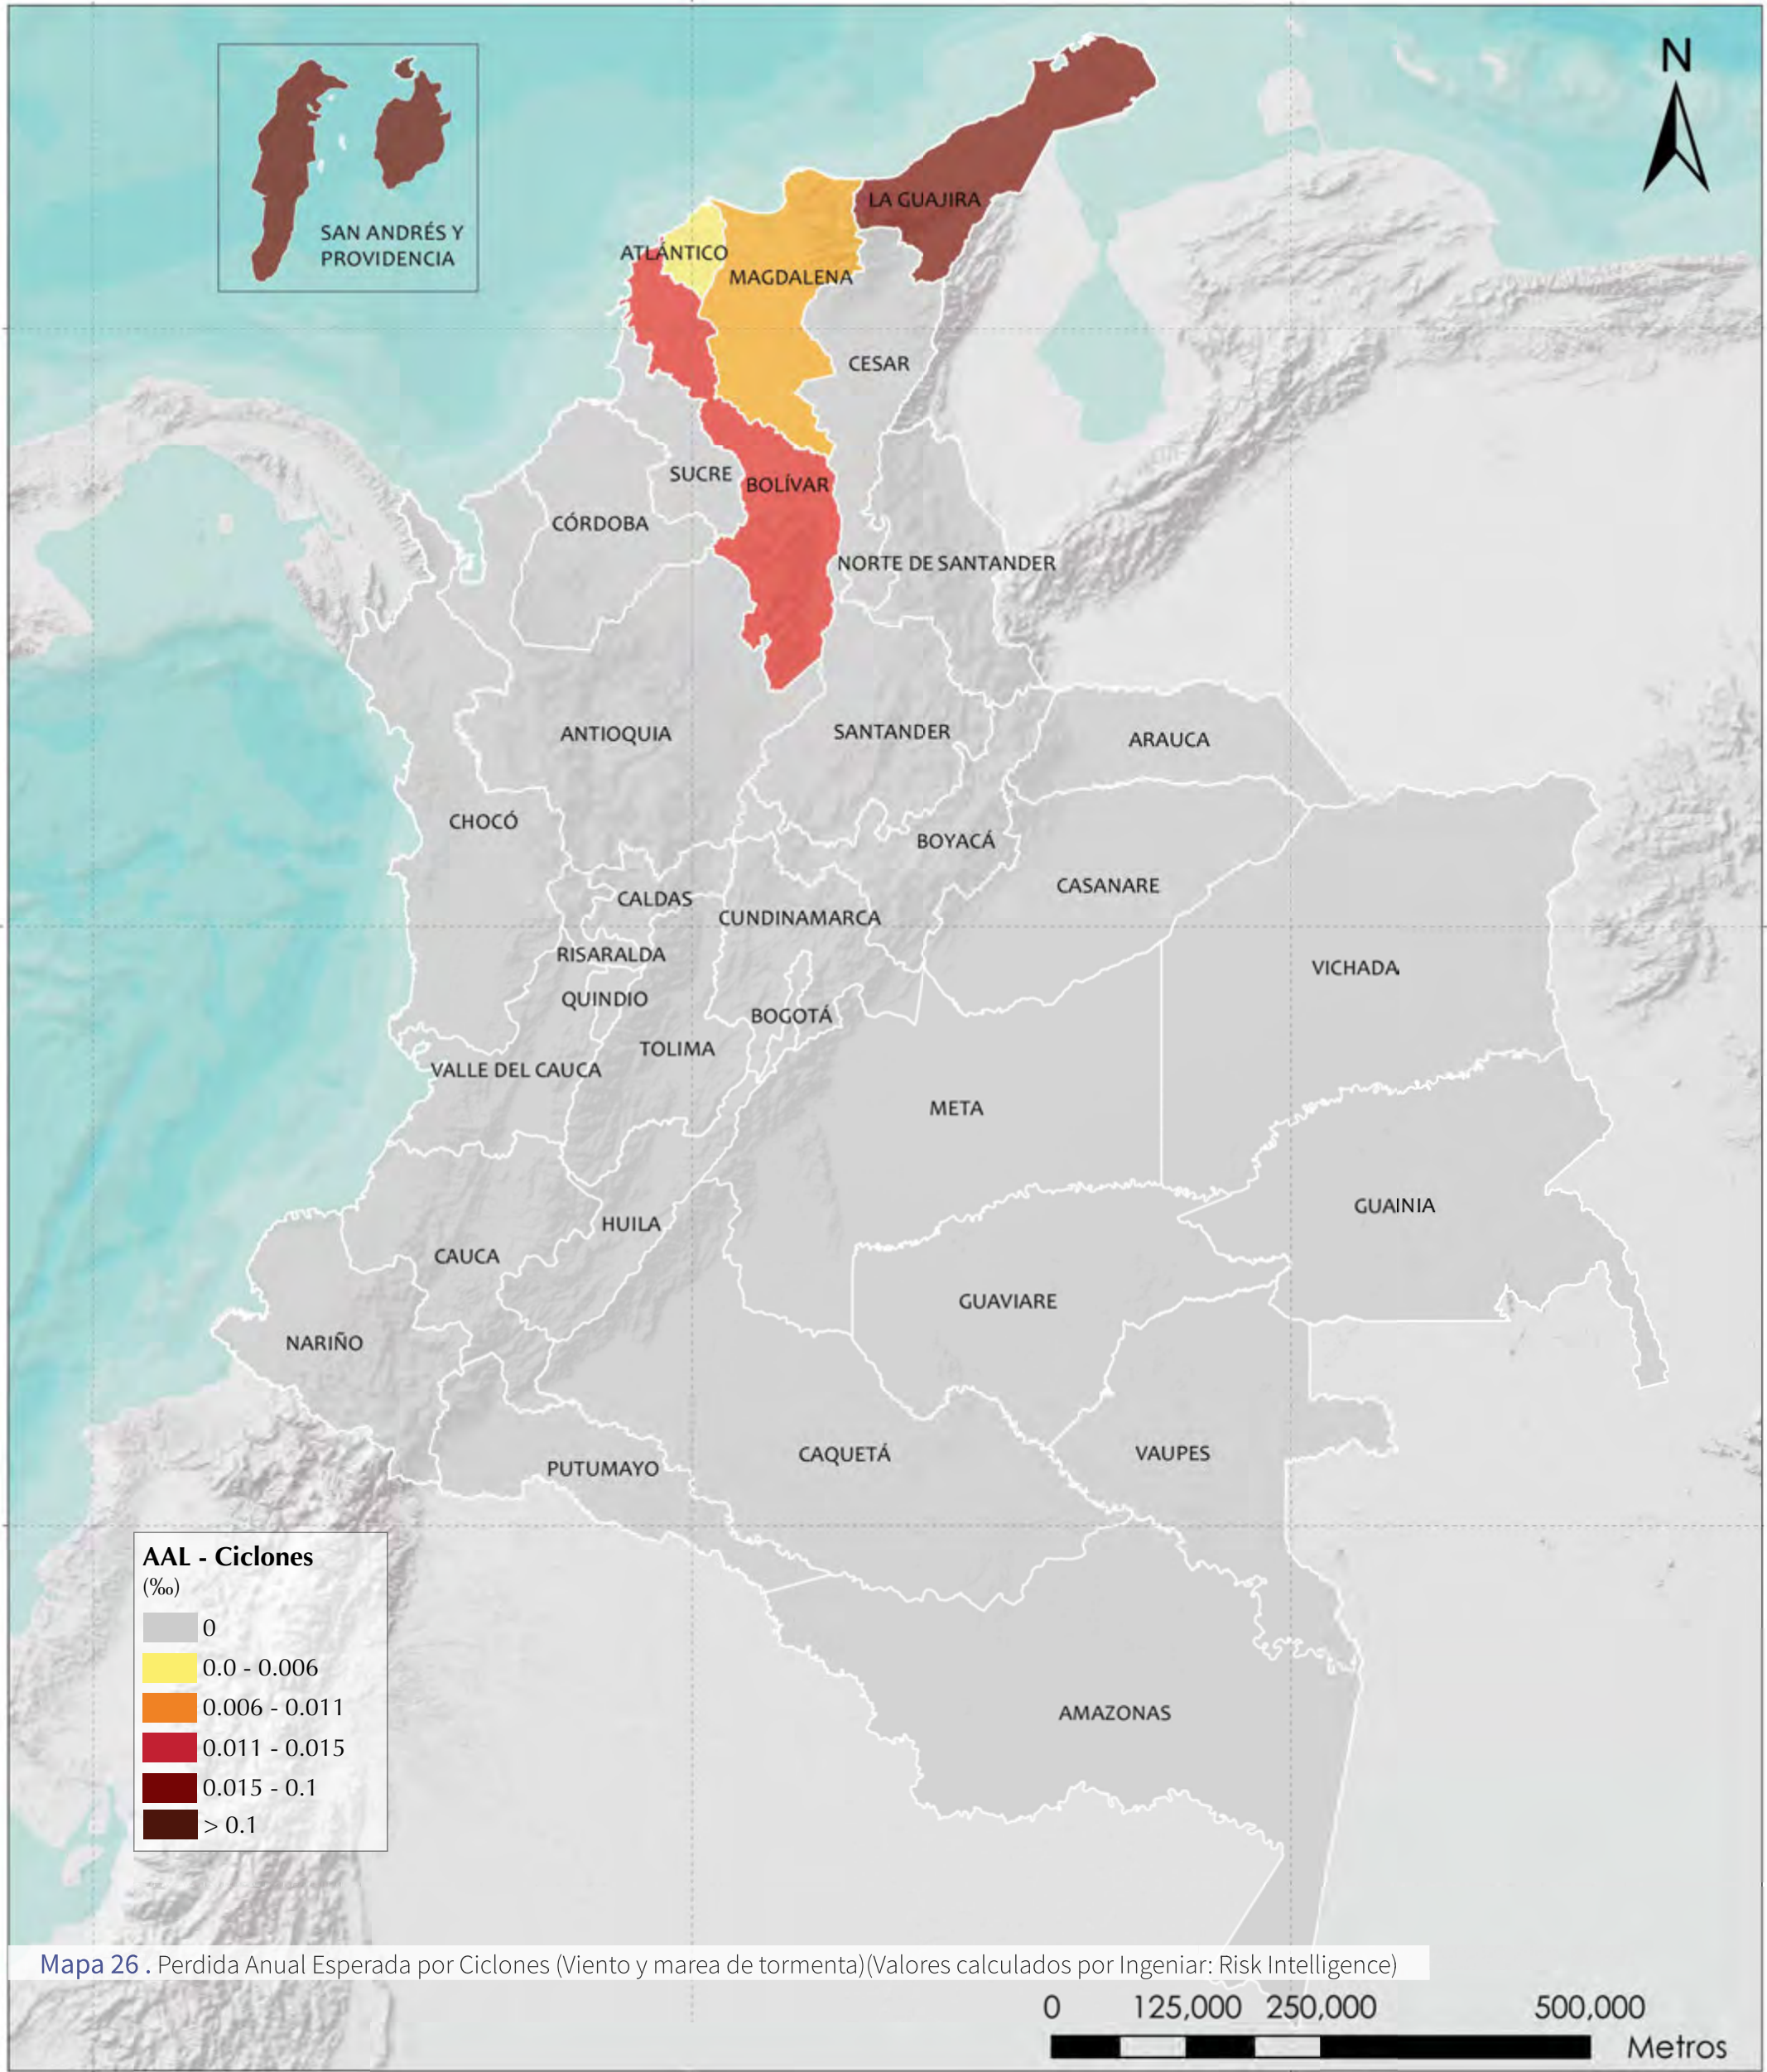 N
SAN ANDRÉS Y
PROVIDENCIA
LA GUAJIRA
ATLÁNTICO
MAGDALENA
CESAR
SUCRE
BOLÍVAR
CÓRDOBA
NORTE DE SANTANDER
ANTIOQUIA
SANTANDER
ARAUCA
CHOCÓ
BOYACÁ
CASANARE
CALDAS
CUNDINAMARCA
RISARALDA
VICHADA
QUINDIO
BOGOTÁ
TOLIMA
VALLE DEL CAUCA
META
GUAINIA
HUILA
CAUCA
GUAVIARE
NARIÑO
CAQUETÁ
VAUPES
PUTUMAYO
AMAZONAS
AAL - Ciclones
(‰)
0
0.0 - 0.006
0.006 - 0.011
0.011 - 0.015
0.015 - 0.1
> 0.1
Mapa 26 . Perdida Anual Esperada por Ciclones (Viento y marea de tormenta)(Valores calculados por Ingeniar: Risk Intelligence)
0 125,000 250,000 500,000
Metros